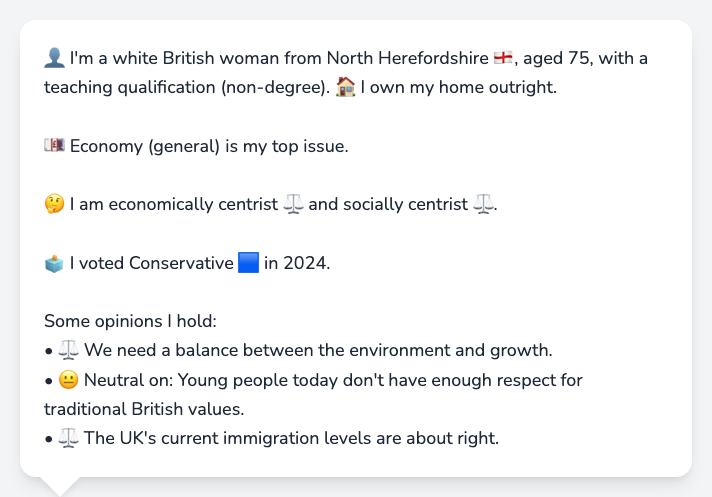 👤 I'm a white British woman from North Herefordshire 🏴󠁧󠁢󠁥󠁮󠁧󠁿, aged 75, with a
teaching qualification (non-degree). 🏠 I own my home outright.
💷 Economy (general) is my top issue.
🤔 I am economically centrist ⚖️ and socially centrist ⚖️.
🗳️ I voted Conservative 🟦 in 2024.
Some opinions I hold:
• ⚖️ We need a balance between the environment and growth.
• 😐 Neutral on: Young people today don't have enough respect for
traditional British values.
• ⚖️ The UK's current immigration levels are about right.